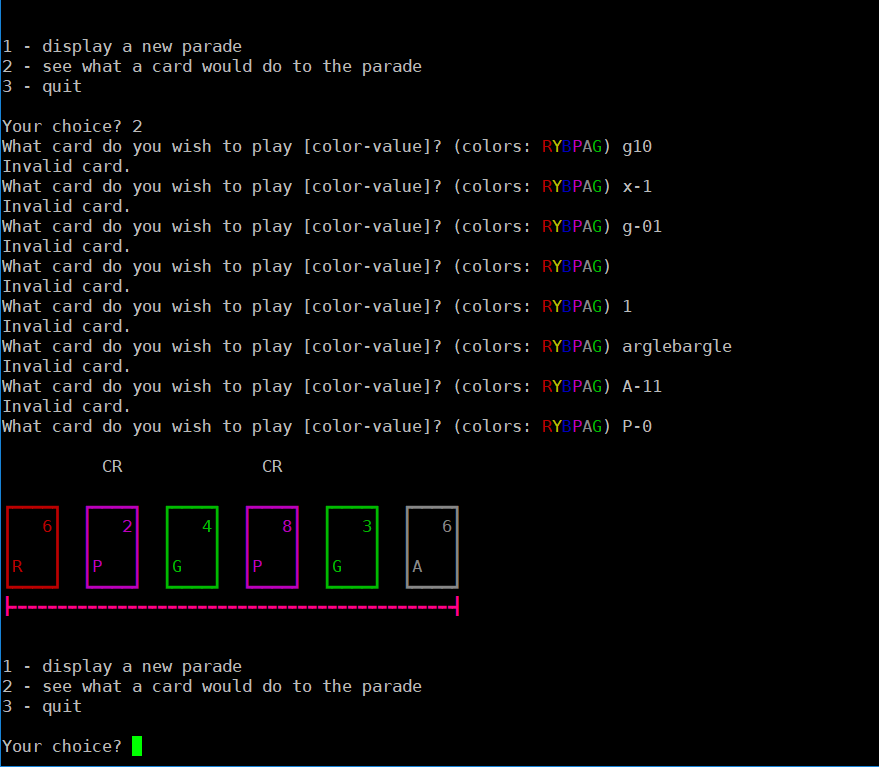 1 - display a new parade
2 - see what a card would do to the parade
3 - quit
Your choice? 2
What card do you wish to play [color-value]? (colors: RYBPAG) g10
Invalid card.
What card do you wish to play [color-value]? (colors: RYBPAG) x-1
Invalid card.
What card do you wish to play [color-value]? (colors: RYBPAG) g-01
Invalid card.
What card do you wish to play [color-value]? (colors: RYBPAG)
Invalid card.
What card do you wish to play [color-value]? (colors: RYBPAG) 1
Invalid card.
What card do you wish to play [color-value]? (colors: RYBPAG) arglebargle
Invalid card.
What card do you wish to play [color-value]? (colors: RYBPAG) A-11
Invalid card.
What card do you wish to play [color-value]? (colors: RYBPAG) P-0
CR CR
6 2 4 8 3 6
R P G P G A
1 - display a new parade
2 - see what a card would do to the parade
3 - quit
Your choice?